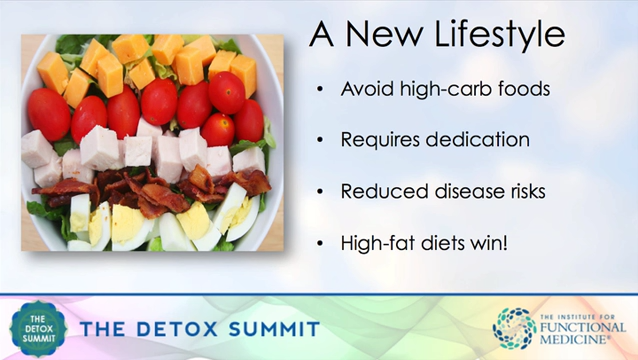 A New Lifestyle
• Avoid high-carb foods
• Requires dedication
• Reduced disease risks
• High-fat diets win!
THE
DETOX
SUMMIT
THE DETOX SUMMIT
THE INSTITUTE FOR
FUNCTIONAL
MEDICINE®